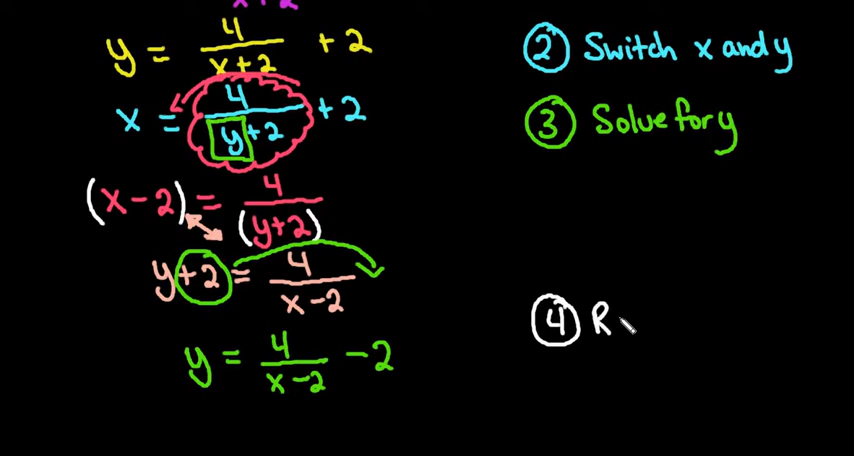 x+2
y = 4/(x+2) + 2
x = 4/(y+2) + 2
(x-2) = 4/(y+2)
y+2 = 4/(x-2)
y = 4/(x-2) - 2
② Switch x and y
③ Solve for y
④ R